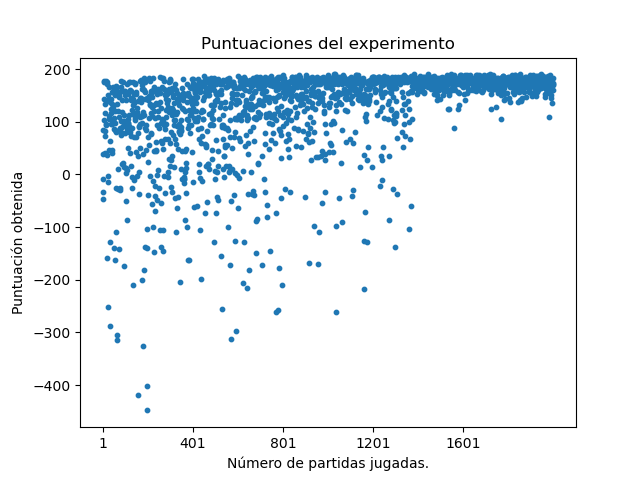 Puntuaciones del experimento
Puntuación obtenida
200
100
0
−100
−200
−300
−400
1 401 801 1201 1601
Número de partidas jugadas.